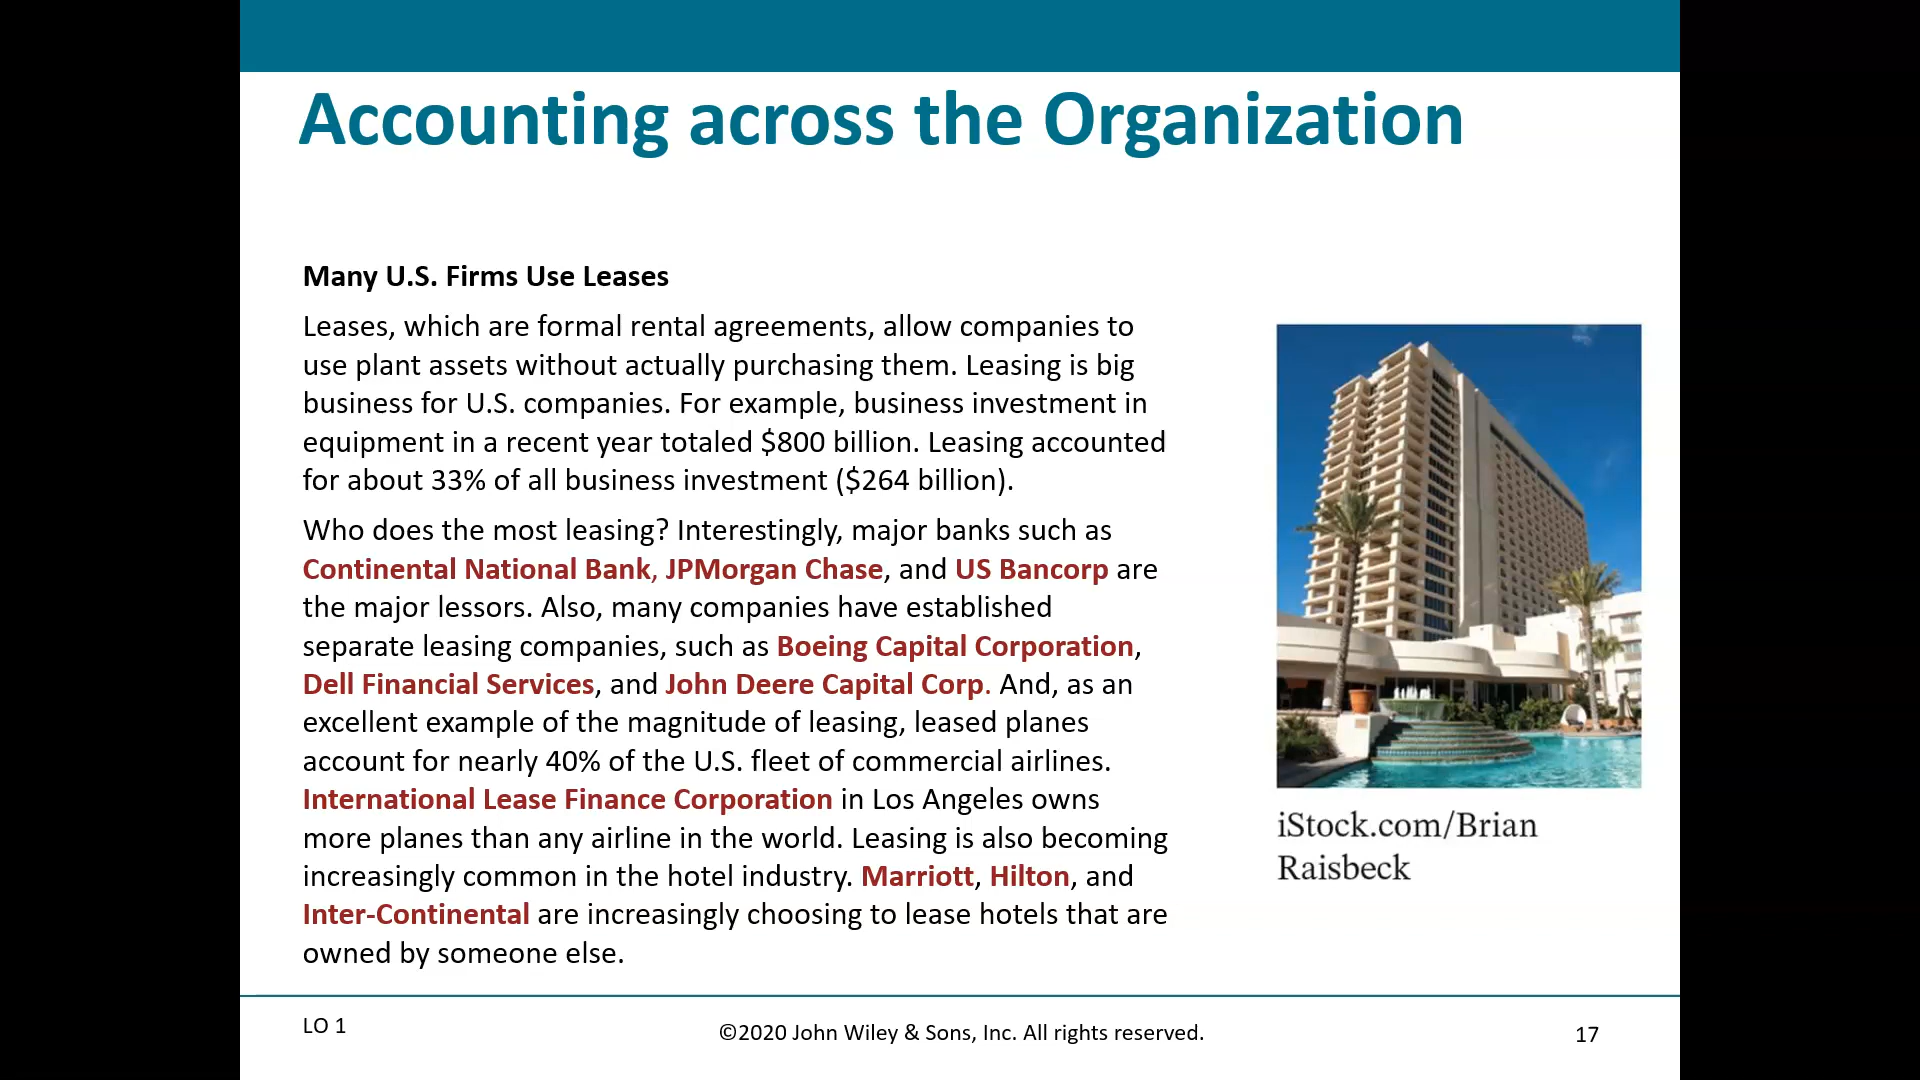 Accounting across the Organization
Many U.S. Firms Use Leases
Leases, which are formal rental agreements, allow companies to
use plant assets without actually purchasing them. Leasing is big
business for U.S. companies. For example, business investment in
equipment in a recent year totaled $800 billion. Leasing accounted
for about 33% of all business investment ($264 billion).
Who does the most leasing? Interestingly, major banks such as
Continental National Bank, JPMorgan Chase, and US Bancorp are
the major lessors. Also, many companies have established
separate leasing companies, such as Boeing Capital Corporation,
Dell Financial Services, and John Deere Capital Corp. And, as an
excellent example of the magnitude of leasing, leased planes
account for nearly 40% of the U.S. fleet of commercial airlines.
International Lease Finance Corporation in Los Angeles owns
more planes than any airline in the world. Leasing is also becoming
increasingly common in the hotel industry. Marriott, Hilton, and
Inter-Continental are increasingly choosing to lease hotels that are
owned by someone else.
iStock.com/Brian
Raisbeck
LO 1
©2020 John Wiley & Sons, Inc. All rights reserved.
17